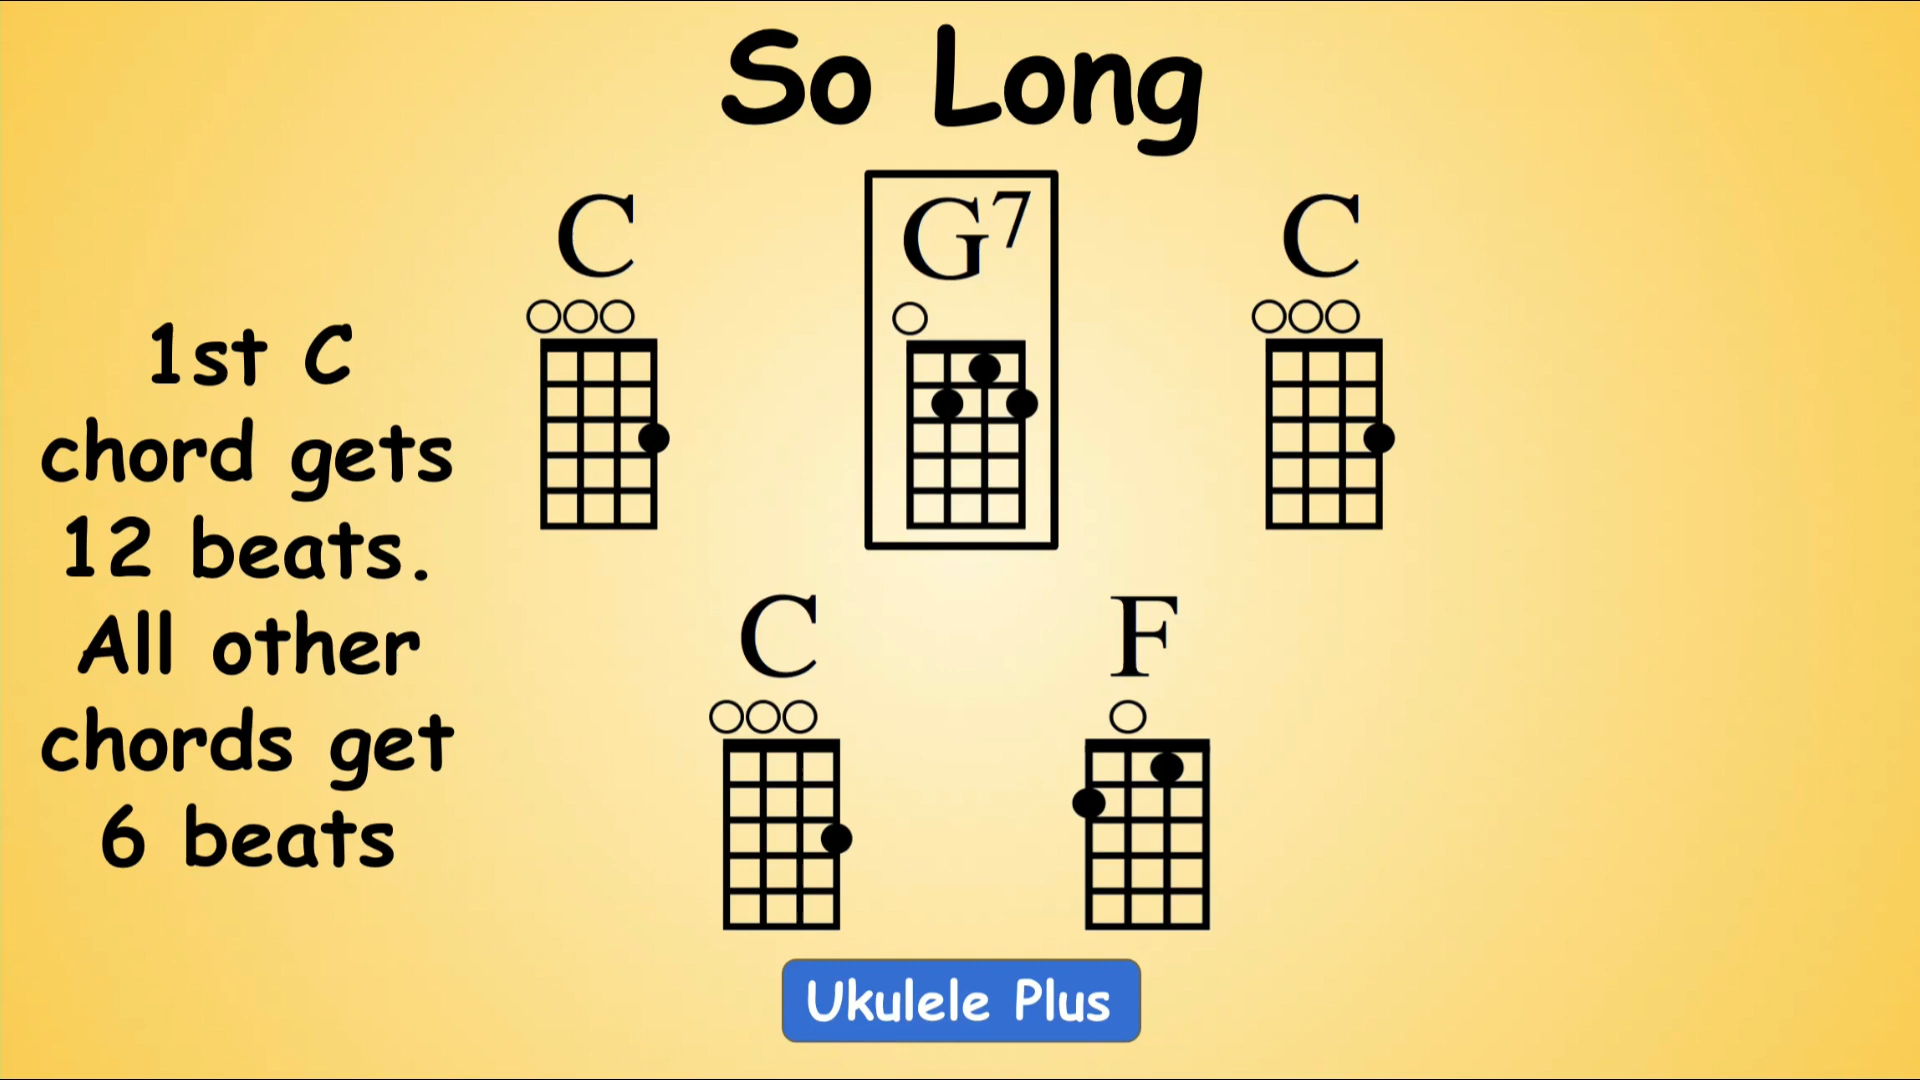 So Long
C G7 C
1st C
chord gets
12 beats.
All other
chords get
6 beats
C F
Ukulele Plus